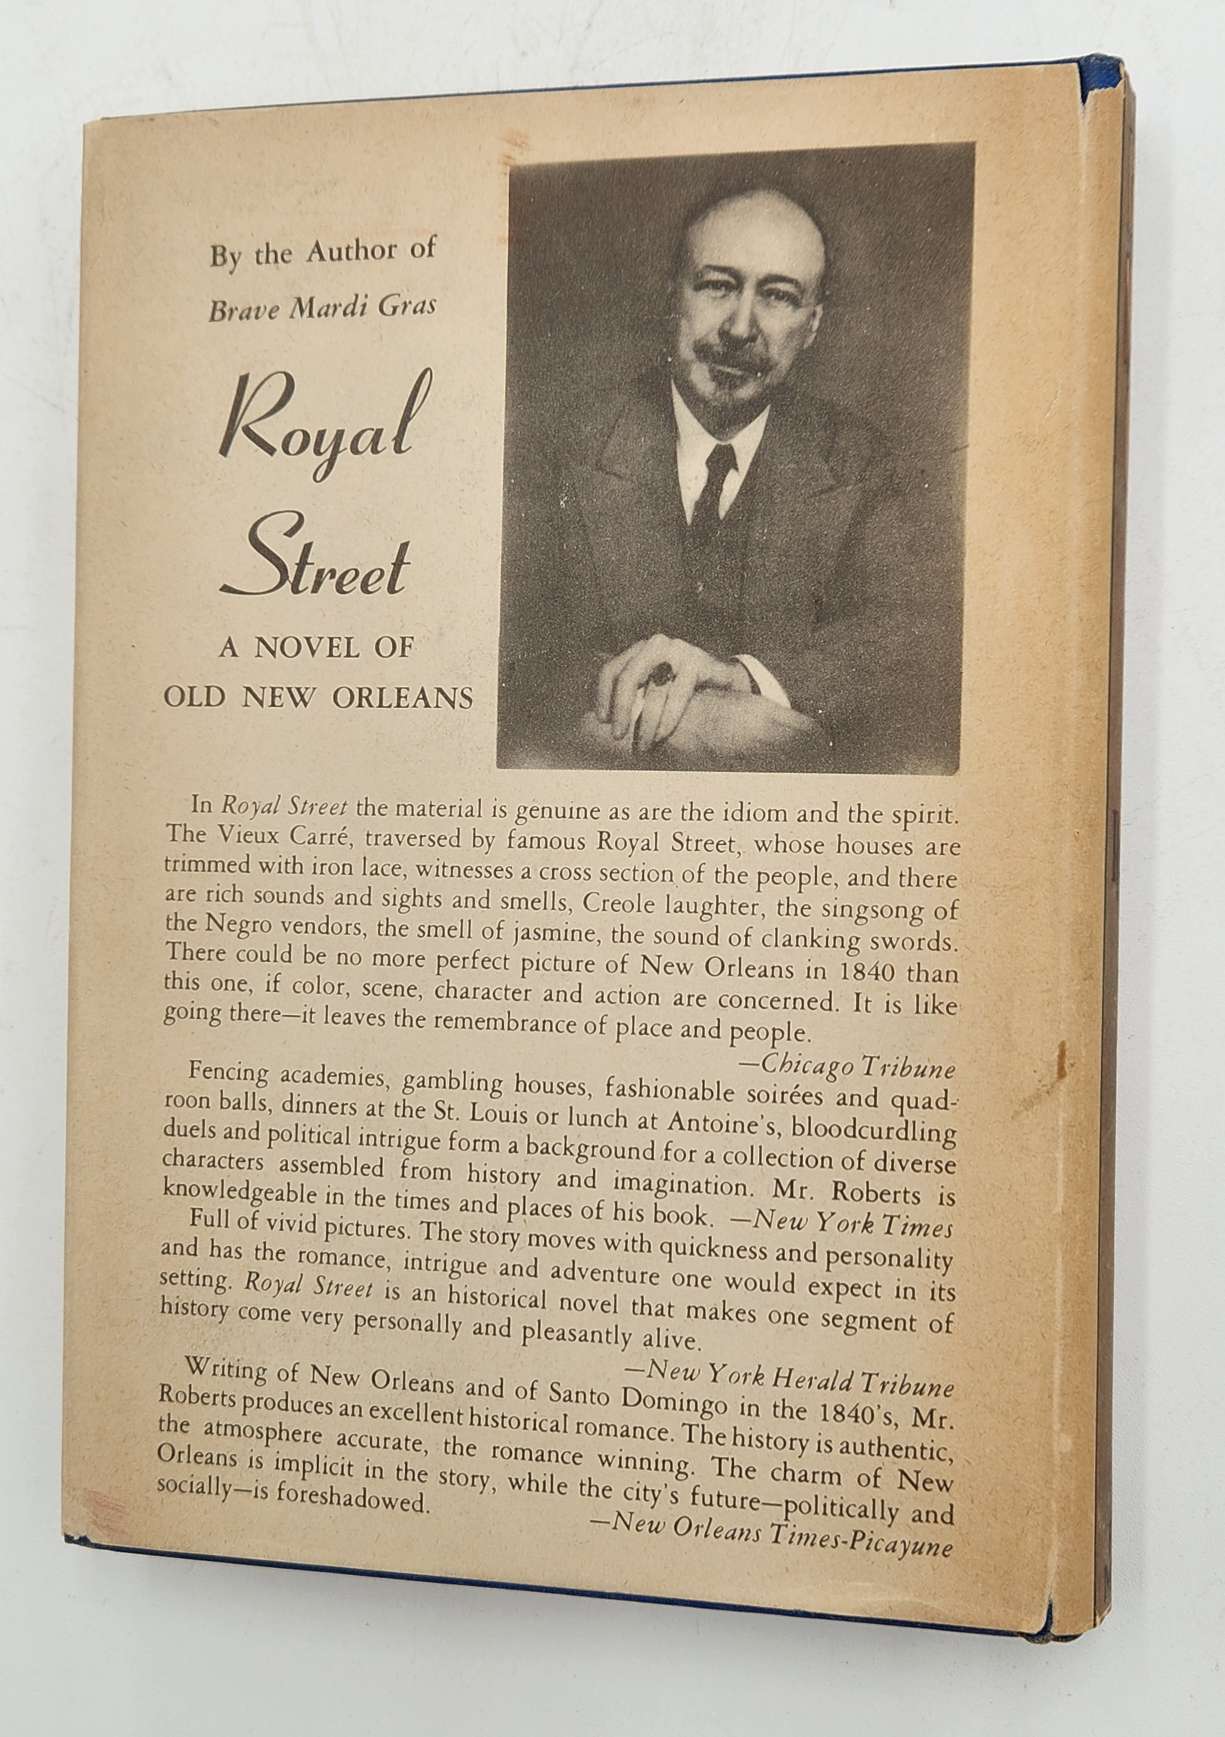 By the Author of
Brave Mardi Gras
Royal
Street
A NOVEL OF
OLD NEW ORLEANS
In Royal Street the material is genuine as are the idiom and the spirit.
The Vieux Carré, traversed by famous Royal Street, whose houses are
trimmed with iron lace, witnesses a cross section of the people, and there
are rich sounds and sights and smells, Creole laughter, the singsong of
the Negro vendors, the smell of jasmine, the sound of clanking swords.
There could be no more perfect picture of New Orleans in 1840 than
this one, if color, scene, character and action are concerned. It is like
going there—it leaves the remembrance of place and people.
—Chicago Tribune
Fencing academies, gambling houses, fashionable soirées and quad-
roon balls, dinners at the St. Louis or lunch at Antoine's, bloodcurdling
duels and political intrigue form a background for a collection of diverse
characters assembled from history and imagination. Mr. Roberts is
knowledgeable in the times and places of his book. —New York Times
Full of vivid pictures. The story moves with quickness and personality
and has the romance, intrigue and adventure one would expect in its
setting. Royal Street is an historical novel that makes one segment of
history come very personally and pleasantly alive.
—New York Herald Tribune
Writing of New Orleans and of Santo Domingo in the 1840's, Mr.
Roberts produces an excellent historical romance. The history is authentic,
the atmosphere accurate, the romance winning. The charm of New
Orleans is implicit in the story, while the city's future—politically and
socially—is foreshadowed.
—New Orleans Times-Picayune